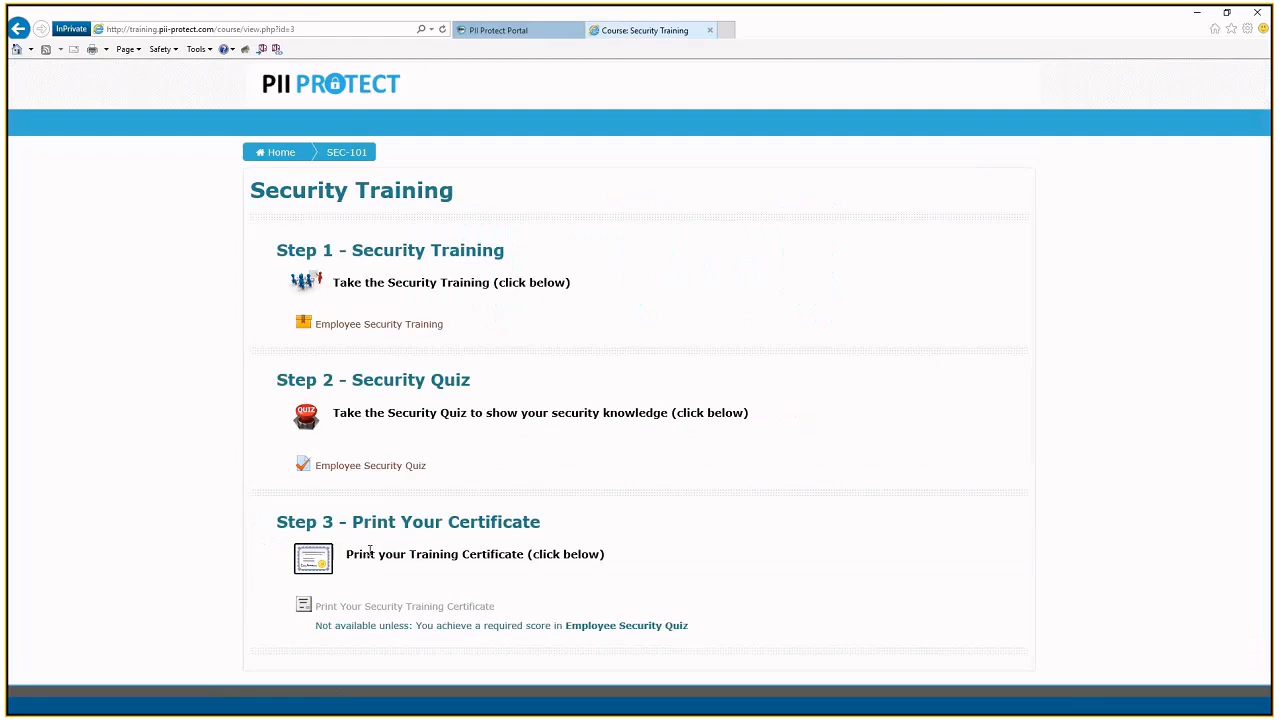 InPrivate
http://training.pii-protect.com/course/view.php?id=3
PII Protect Portal
Course: Security Training
Page
Safety
Tools
PII PROTECT
Home
SEC-101
Security Training
Step 1 - Security Training
Take the Security Training (click below)
Employee Security Training
Step 2 - Security Quiz
QUIZ
Take the Security Quiz to show your security knowledge (click below)
Employee Security Quiz
Step 3 - Print Your Certificate
Print your Training Certificate (click below)
Print Your Security Training Certificate
Not available unless: You achieve a required score in Employee Security Quiz